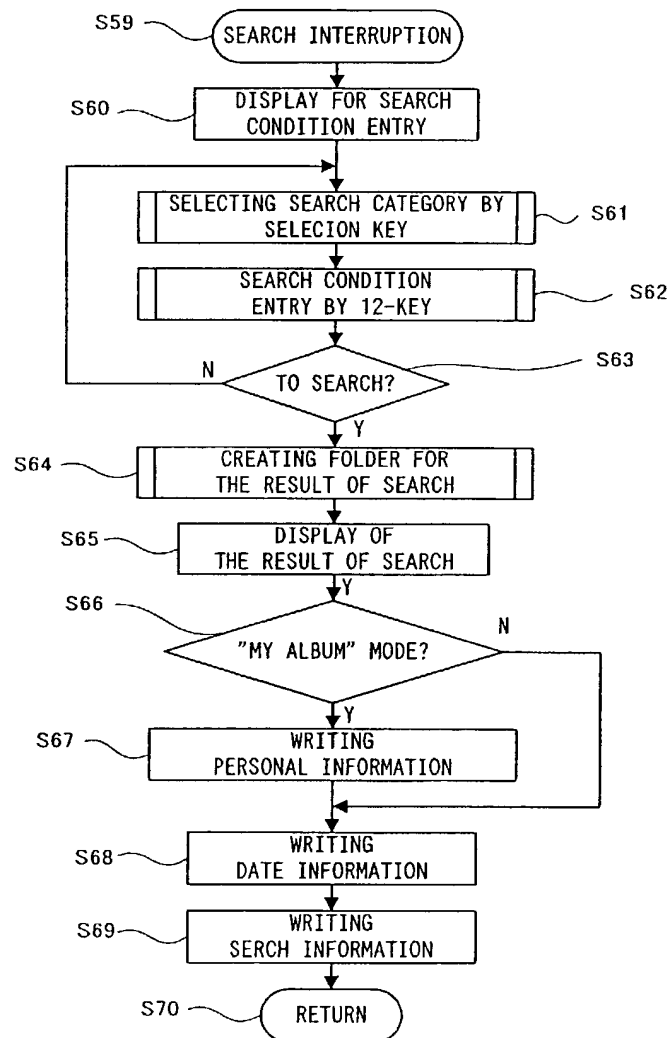 S59
SEARCH INTERRUPTION
S60
DISPLAY FOR SEARCH
CONDITION ENTRY
SELECTING SEARCH CATEGORY BY
SELECION KEY
S61
SEARCH CONDITION
ENTRY BY 12-KEY
S62
N
TO SEARCH?
S63
Y
S64
CREATING FOLDER FOR
THE RESULT OF SEARCH
S65
DISPLAY OF
THE RESULT OF SEARCH
Y
S66
"MY ALBUM" MODE?
N
Y
S67
WRITING
PERSONAL INFORMATION
S68
WRITING
DATE INFORMATION
S69
WRITING
SERCH INFORMATION
S70
RETURN